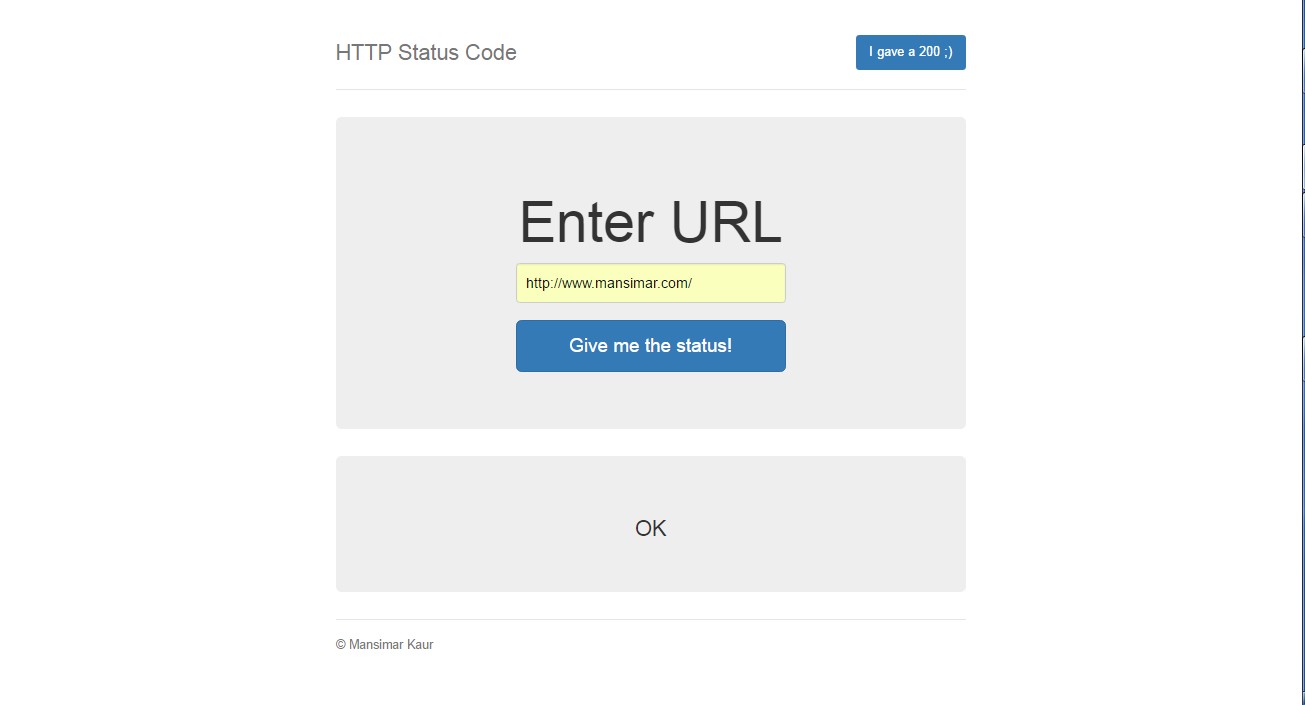 HTTP Status Code
I gave a 200 ;)
Enter URL
http://www.mansimar.com/
Give me the status!
OK
© Mansimar Kaur